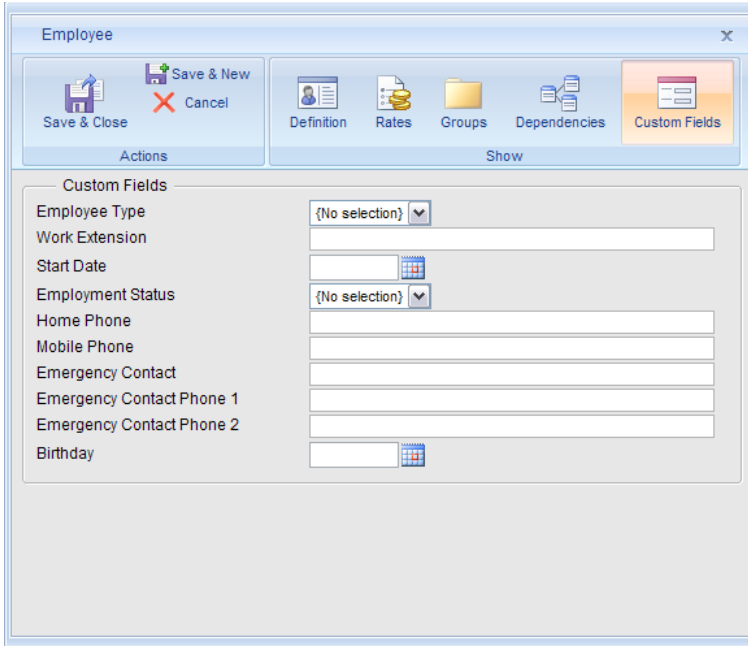 Employee
Save & Close
Save & New
Cancel
Actions
Definition
Rates
Groups
Dependencies
Custom Fields
Show
Custom Fields
Employee Type {No selection}
Work Extension
Start Date
Employment Status {No selection}
Home Phone
Mobile Phone
Emergency Contact
Emergency Contact Phone 1
Emergency Contact Phone 2
Birthday